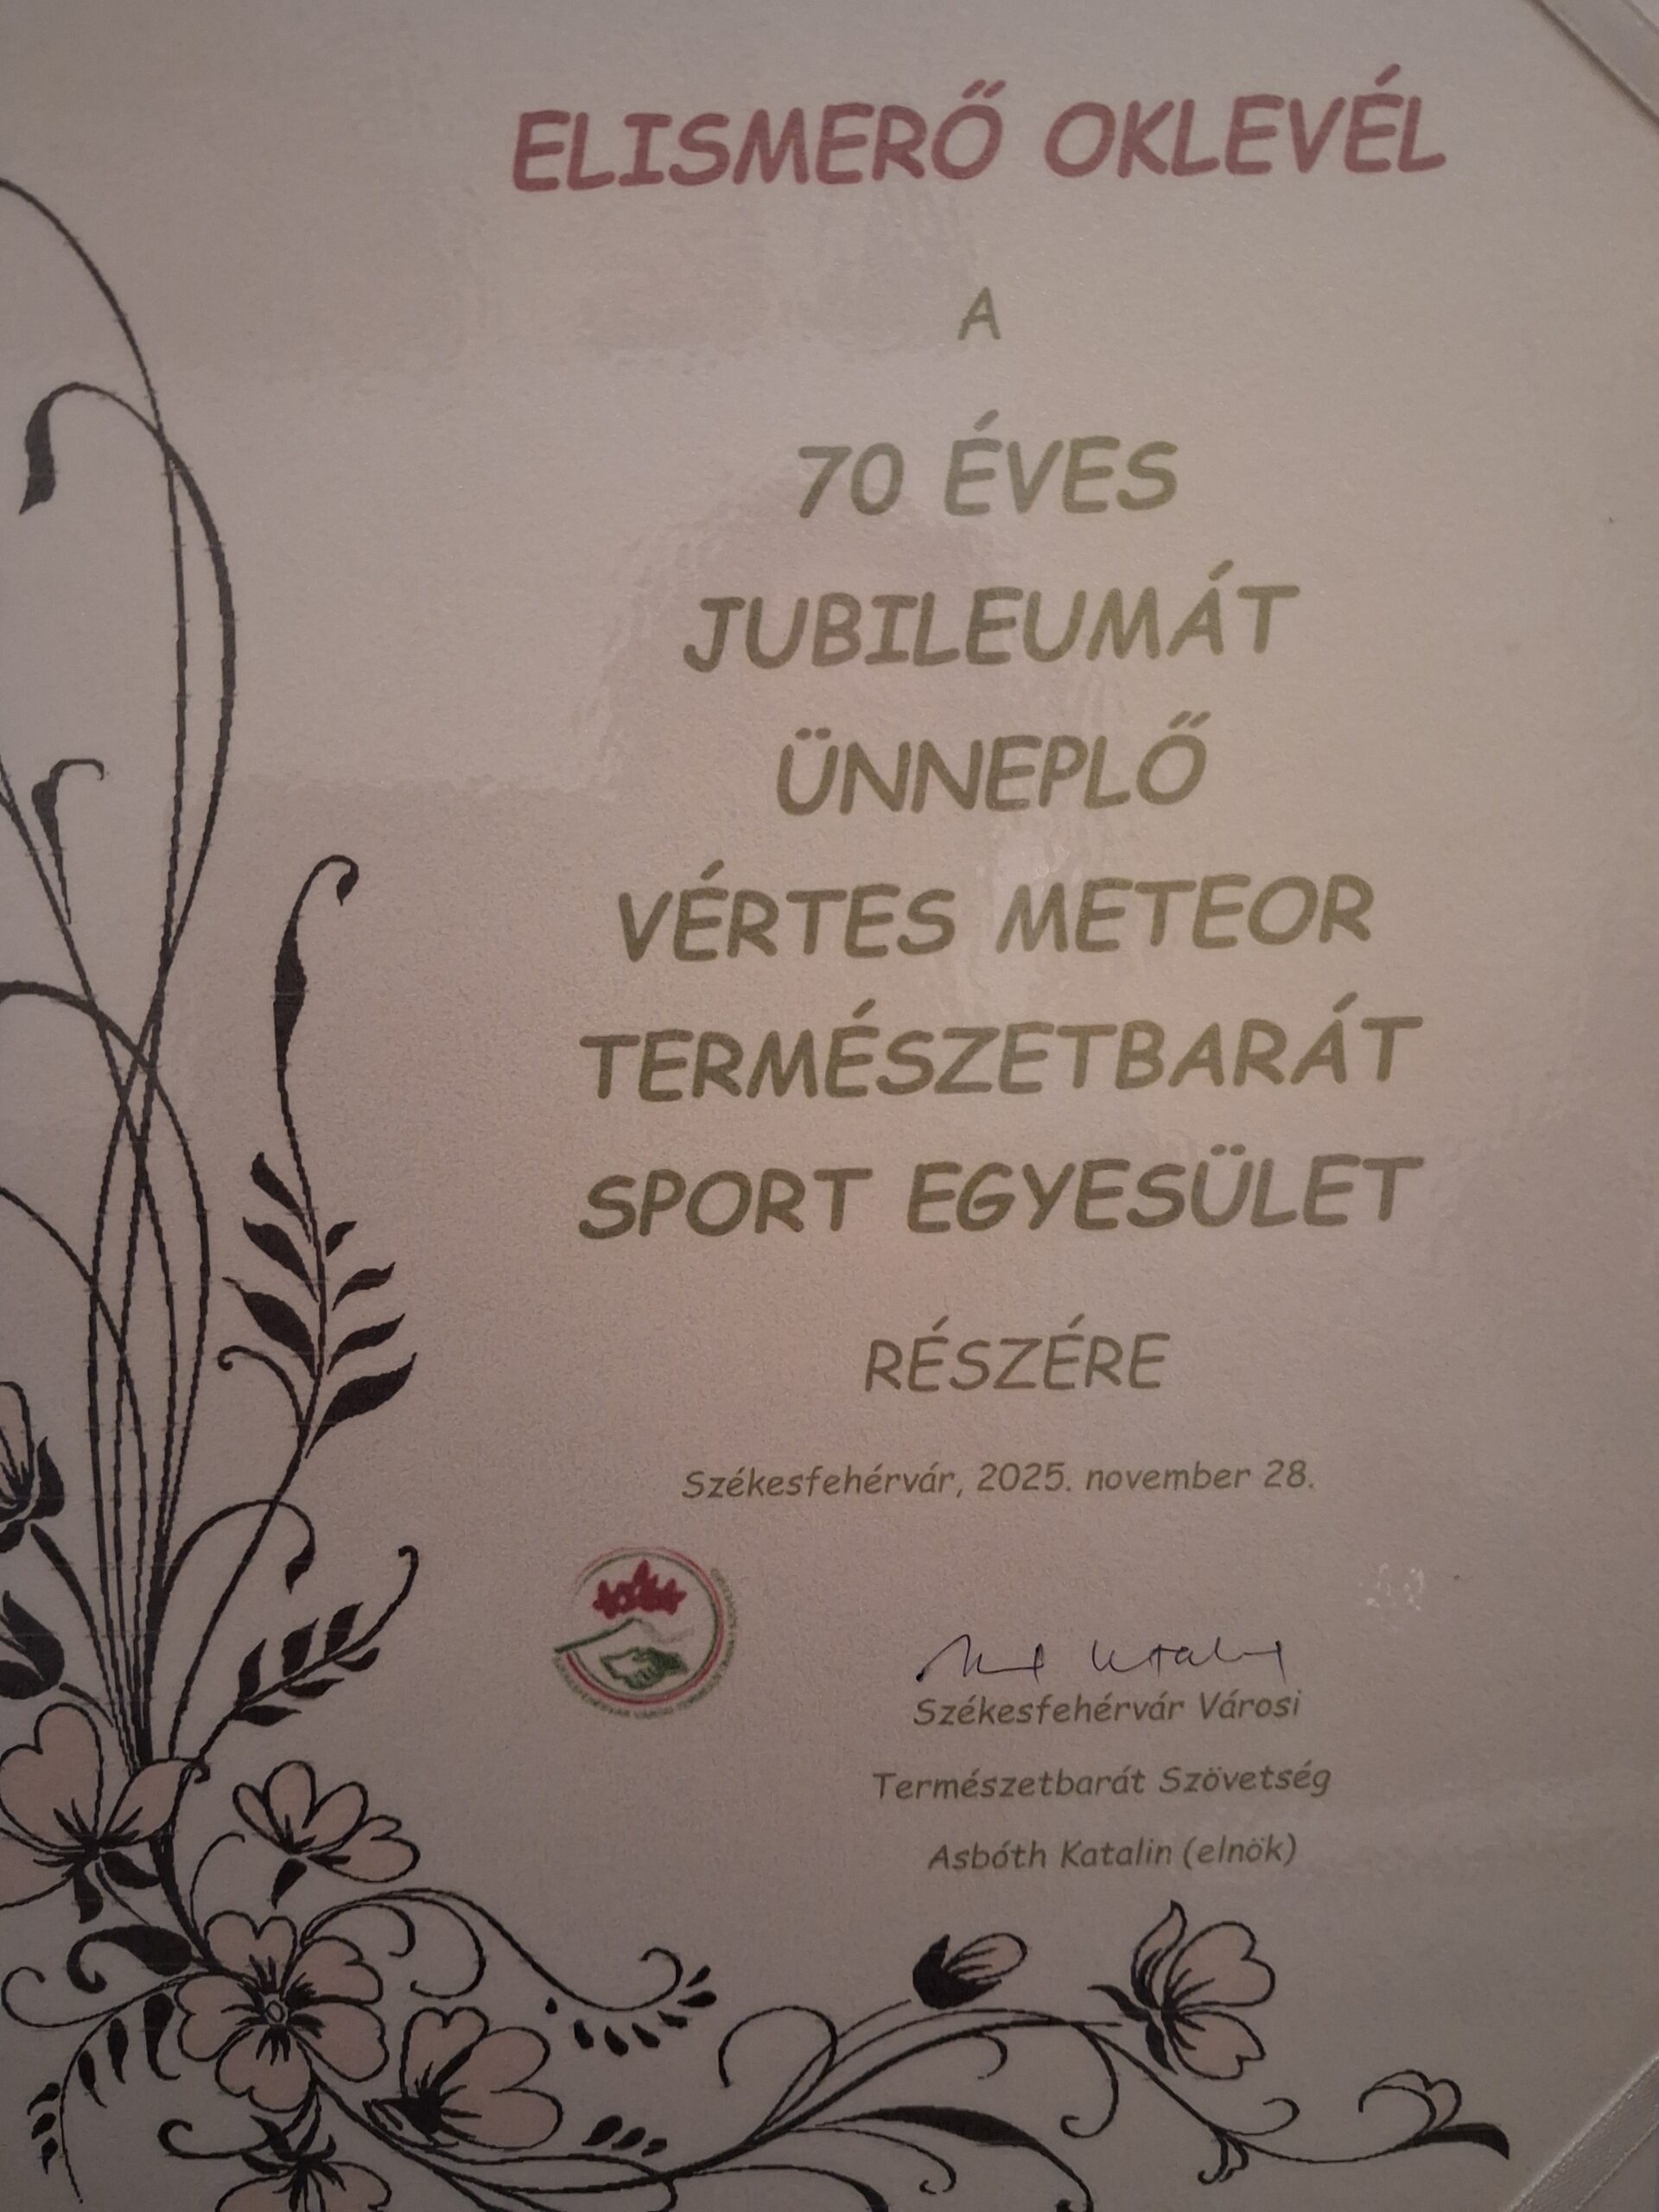 ELISMERŐ OKLEVÉL
A
70 ÉVES
JUBILEUMÁT
ÜNNEPLŐ
VÉRTES METEOR
TERMÉSZETBARÁT
SPORT EGYESÜLET
RÉSZÉRE
Székesfehérvár, 2025. november 28.
Székesfehérvár Városi
Természetbarát Szövetség
Asbóth Katalin (elnök)